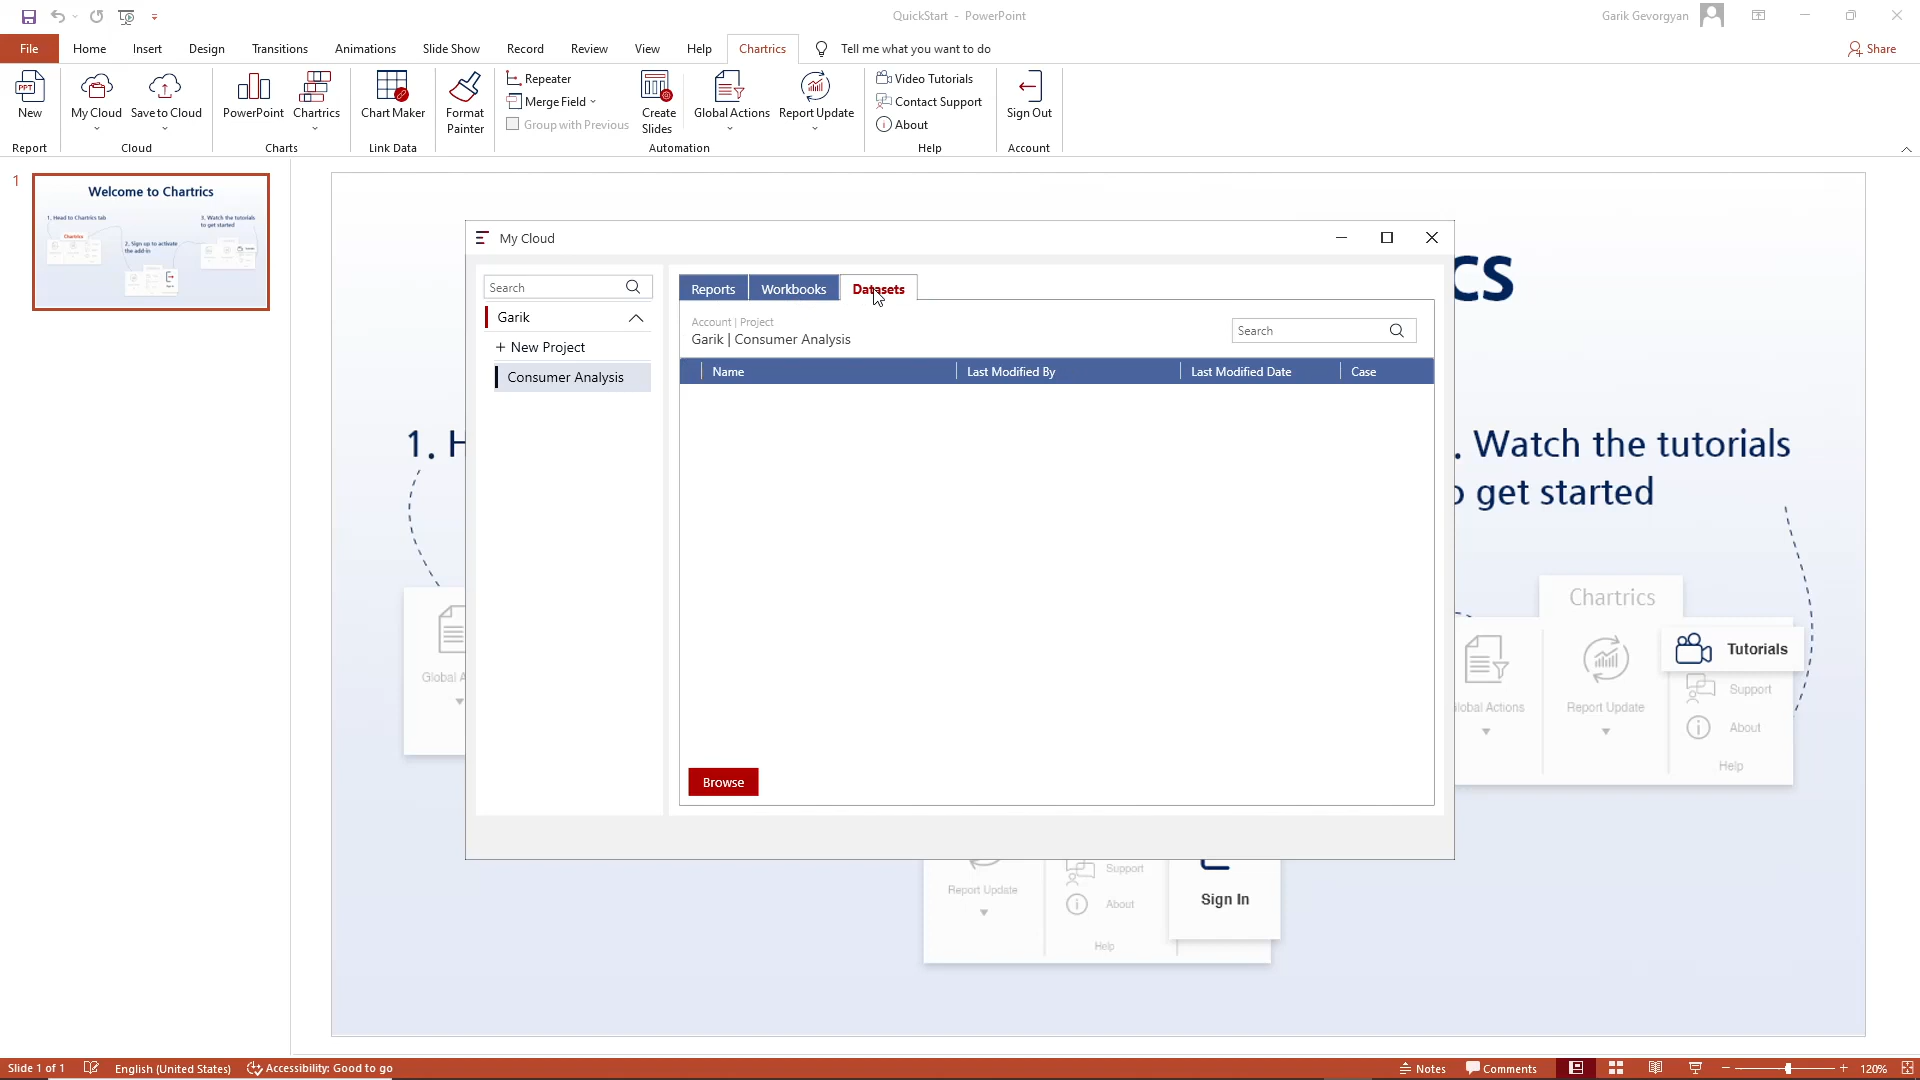 QuickStart - PowerPoint
Garik Gevorgyan
File
Home
Insert
Design
Transitions
Animations
Slide Show
Record
Review
View
Help
Chartrics
Tell me what you want to do
Share
PPT
New
My Cloud
Save to Cloud
PowerPoint
Chartrics
Chart Maker
Format
Painter
Repeater
Merge Field
Group with Previous
Create
Slides
Global Actions
Report Update
Video Tutorials
Contact Support
About
Sign Out
Report
Cloud
Charts
Link Data
Automation
Help
Account
1
Welcome to Chartrics
1. Head to Chartrics tab
2. Sign up to activate
the add-in
3. Watch the tutorials
to get started
Chartrics
My Cloud
Search
Garik
+ New Project
Consumer Analysis
Reports
Workbooks
Datasets
Account | Project
Garik | Consumer Analysis
Search
Name
Last Modified By
Last Modified Date
Case
Browse
cs
1. H
. Watch the tutorials
o get started
Global A
Chartrics
lobal Actions
Report Update
Tutorials
Support
About
Help
Report Update
Support
About
Help
Sign In
Slide 1 of 1
English (United States)
Accessibility: Good to go
Notes
Comments
120%